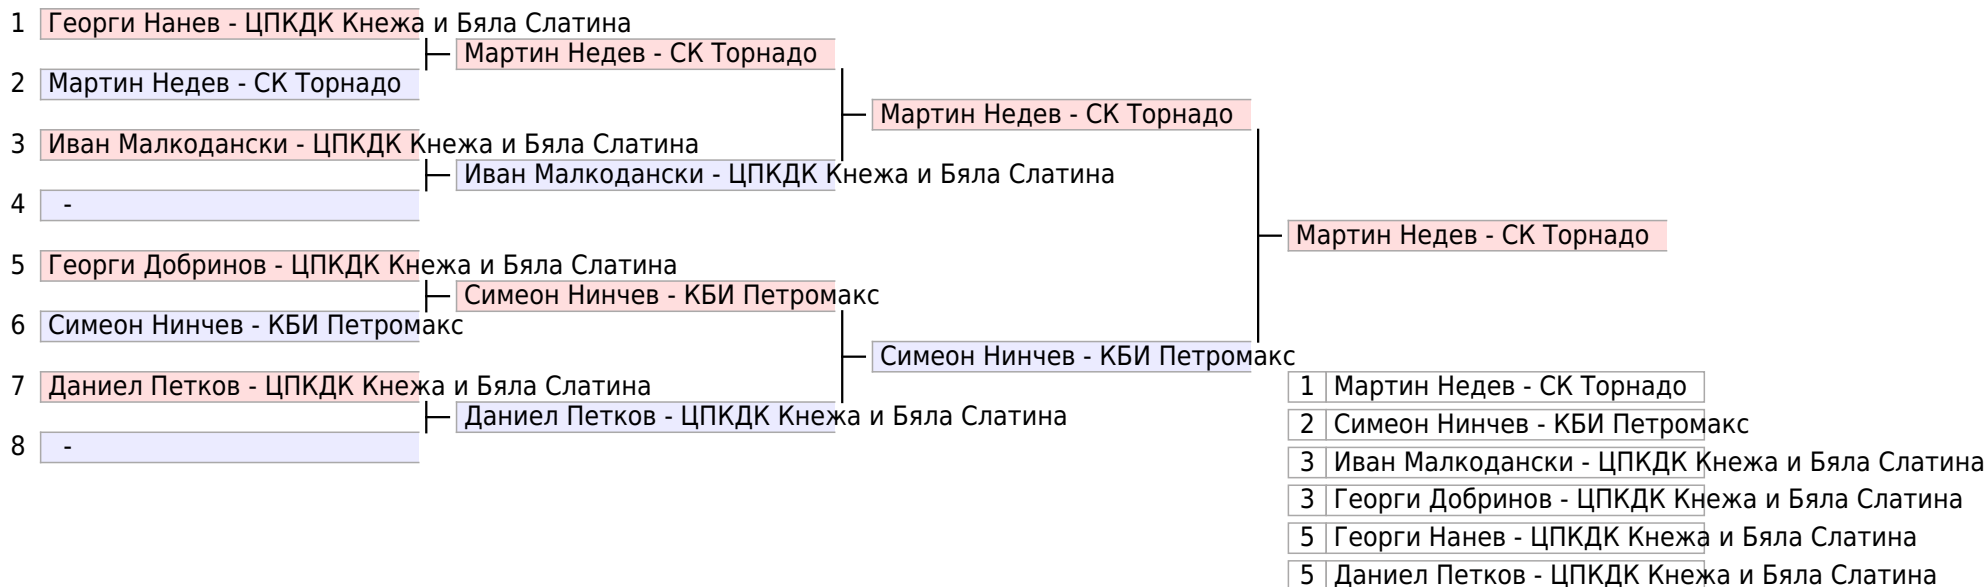 1 Георги Нанев - ЦПКДК Кнежа и Бяла Слатина
Мартин Недев - СК Торнадо
2 Мартин Недев - СК Торнадо
Мартин Недев - СК Торнадо
3 Иван Малкодански - ЦПКДК Кнежа и Бяла Слатина
Иван Малкодански - ЦПКДК Кнежа и Бяла Слатина
4 -
Мартин Недев - СК Торнадо
5 Георги Добринов - ЦПКДК Кнежа и Бяла Слатина
Симеон Нинчев - КБИ Петромакс
6 Симеон Нинчев - КБИ Петромакс
Симеон Нинчев - КБИ Петромакс
7 Даниел Петков - ЦПКДК Кнежа и Бяла Слатина
Даниел Петков - ЦПКДК Кнежа и Бяла Слатина
8 -
1 Мартин Недев - СК Торнадо
2 Симеон Нинчев - КБИ Петромакс
3 Иван Малкодански - ЦПКДК Кнежа и Бяла Слатина
3 Георги Добринов - ЦПКДК Кнежа и Бяла Слатина
5 Георги Нанев - ЦПКДК Кнежа и Бяла Слатина
5 Даниел Петков - ЦПКДК Кнежа и Бяла Слатина